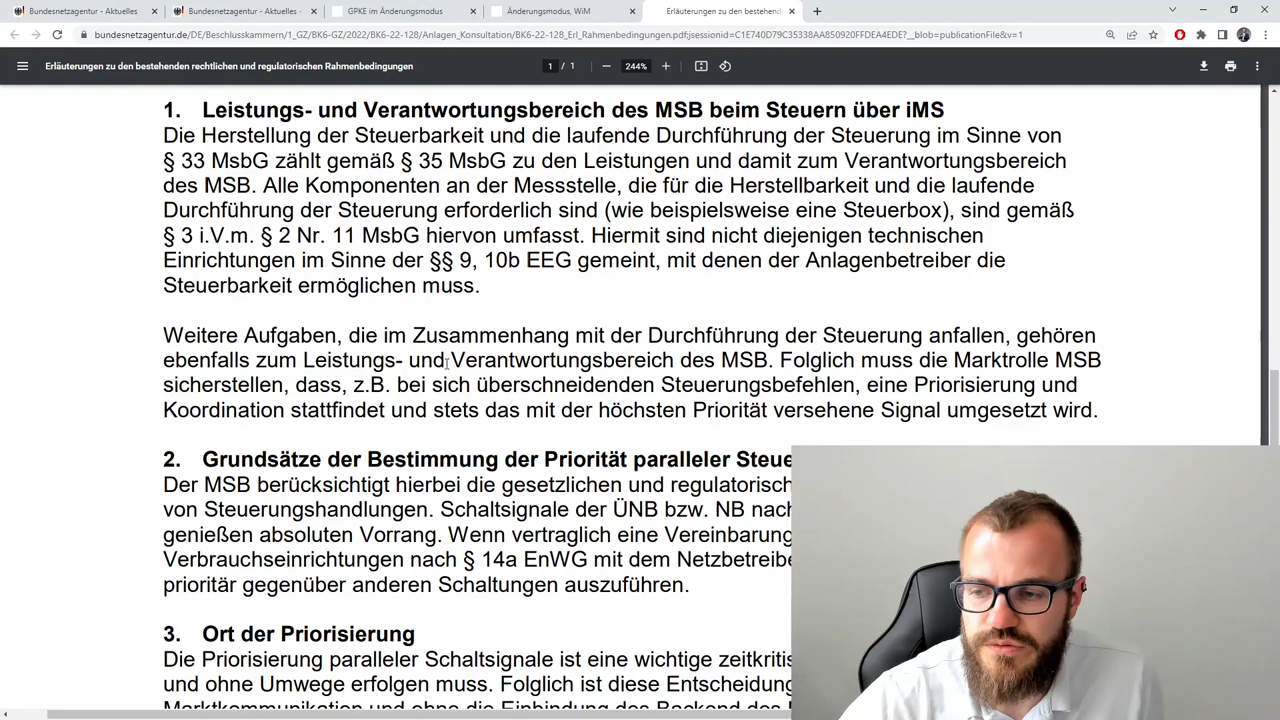 Bundesnetzagentur - Aktuelles -
Bundesnetzagentur - Aktuelles -
GPKE im Änderungsmodus
Änderungsmodus, WiM
Erläuterungen zu den bestehend
bundesnetzagentur.de/DE/Beschlusskammern/1_GZ/BK6-GZ/2022/BK6-22-128/Anlagen_Konsultation/BK6-22-128_Erl_Rahmenbedingungen.pdf;jsessionid=C1E740D79C35338AA850920FFDEA4EDE?__blob=publicationFile&v=1
Erläuterungen zu den bestehenden rechtlichen und regulatorischen Rahmenbedingungen
1 / 1
244%
1. Leistungs- und Verantwortungsbereich des MSB beim Steuern über iMS
Die Herstellung der Steuerbarkeit und die laufende Durchführung der Steuerung im Sinne von
§ 33 MsbG zählt gemäß § 35 MsbG zu den Leistungen und damit zum Verantwortungsbereich
des MSB. Alle Komponenten an der Messstelle, die für die Herstellbarkeit und die laufende
Durchführung der Steuerung erforderlich sind (wie beispielsweise eine Steuerbox), sind gemäß
§ 3 i.V.m. § 2 Nr. 11 MsbG hiervon umfasst. Hiermit sind nicht diejenigen technischen
Einrichtungen im Sinne der §§ 9, 10b EEG gemeint, mit denen der Anlagenbetreiber die
Steuerbarkeit ermöglichen muss.
Weitere Aufgaben, die im Zusammenhang mit der Durchführung der Steuerung anfallen, gehören
ebenfalls zum Leistungs- und Verantwortungsbereich des MSB. Folglich muss die Marktrolle MSB
sicherstellen, dass, z.B. bei sich überschneidenden Steuerungsbefehlen, eine Priorisierung und
Koordination stattfindet und stets das mit der höchsten Priorität versehene Signal umgesetzt wird.
2. Grundsätze der Bestimmung der Priorität paralleler Steue
Der MSB berücksichtigt hierbei die gesetzlichen und regulatorisch
von Steuerungshandlungen. Schaltsignale der ÜNB bzw. NB nach
genießen absoluten Vorrang. Wenn vertraglich eine Vereinbarung
Verbrauchseinrichtungen nach § 14a EnWG mit dem Netzbetreibe
prioritär gegenüber anderen Schaltungen auszuführen.
3. Ort der Priorisierung
Die Priorisierung paralleler Schaltsignale ist eine wichtige zeitkritis
und ohne Umwege erfolgen muss. Folglich ist diese Entscheidung
Marktkommunikation und ohne die Einbindung des Backend des